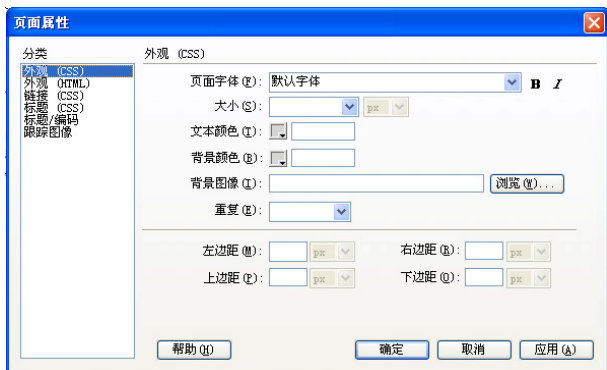 页面属性
分类
外观 (CSS)
外观 (HTML)
链接 (CSS)
标题 (CSS)
标题/编码
跟踪图像
外观 (CSS)
页面字体(F): 默认字体 B I
大小(S): px
文本颜色(T):
背景颜色(B):
背景图像(I): 浏览(W)...
重复(E):
左边距(M): px 右边距(R): px
上边距(P): px 下边距(O): px
帮助(H) 确定 取消 应用(A)